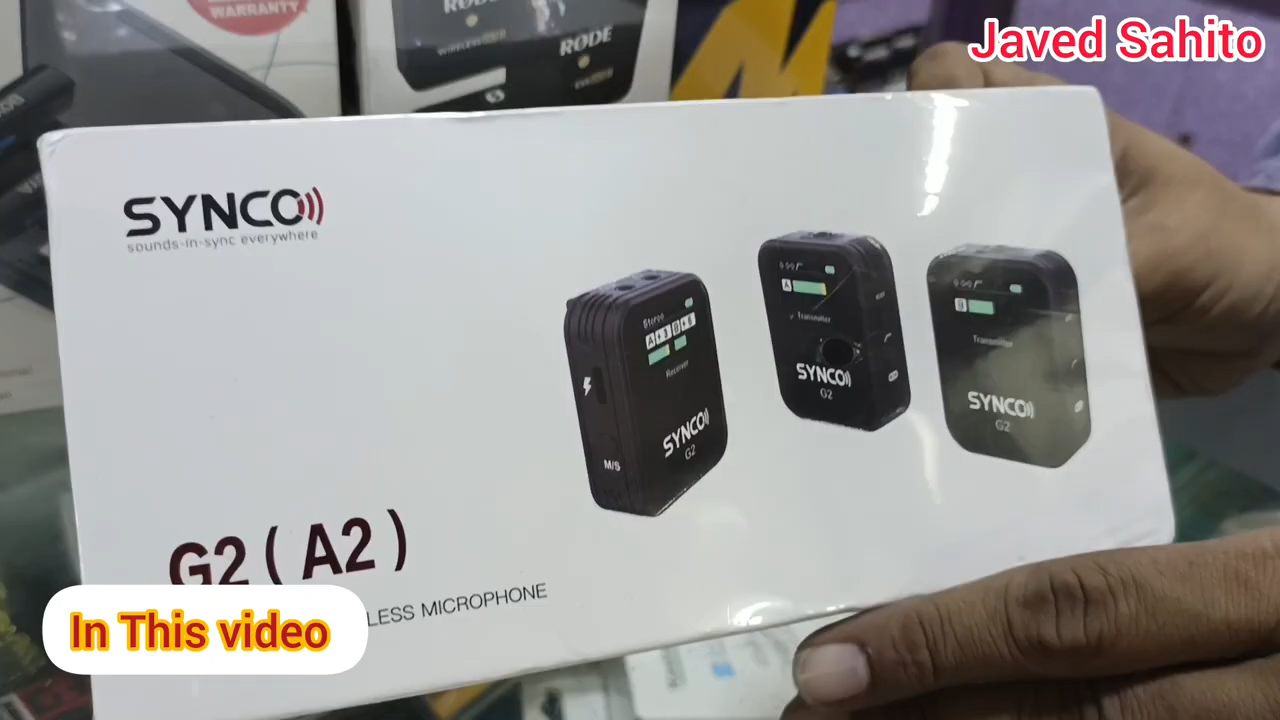 WARRANTY
RODE
RODE
Javed Sahito
SYNCO
sounds-in-sync everywhere
Stereo
Receiver
SYNCO
G2
M/S
A
Transmitter
SYNCO
G2
B
Transmitter
SYNCO
G2
G2 ( A2 )
LESS MICROPHONE
In This video